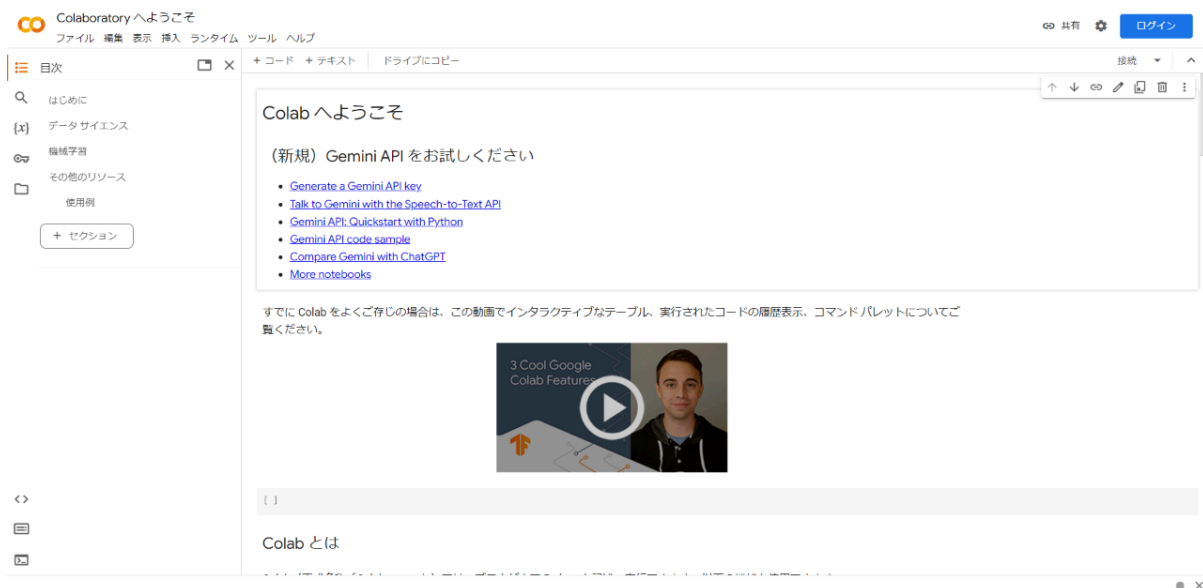 Colaboratory へようこそ
ファイル 編集 表示 挿入 ランタイム ツール ヘルプ
共有
ログイン
目次
+ コード + テキスト ドライブにコピー
接続
はじめに
データ サイエンス
機械学習
その他のリソース
使用例
+ セクション
Colab へようこそ
（新規）Gemini API をお試しください
Generate a Gemini API key
Talk to Gemini with the Speech-to-Text API
Gemini API: Quickstart with Python
Gemini API code sample
Compare Gemini with ChatGPT
More notebooks
すでに Colab をよくご存じの場合は、この動画でインタラクティブなテーブル、実行されたコードの履歴表示、コマンド パレットについてご
覧ください。
3 Cool Google
Colab Features
[ ]
Colab とは